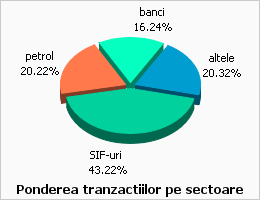 banci
16.24%
petrol
20.22%
altele
20.32%
SIF-uri
43.22%
Ponderea tranzactiilor pe sectoare